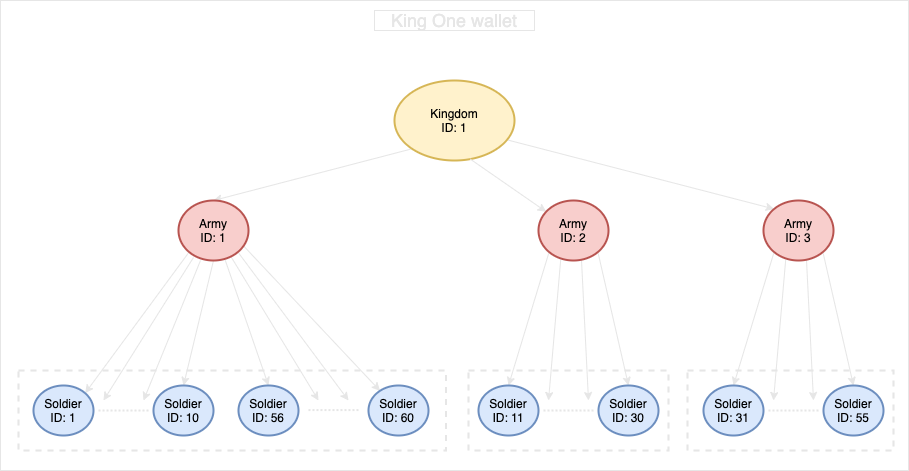 King One wallet
Kingdom
ID: 1
Army
ID: 1
Army
ID: 2
Army
ID: 3
Soldier
ID: 1
Soldier
ID: 10
Soldier
ID: 56
Soldier
ID: 60
Soldier
ID: 11
Soldier
ID: 30
Soldier
ID: 31
Soldier
ID: 55